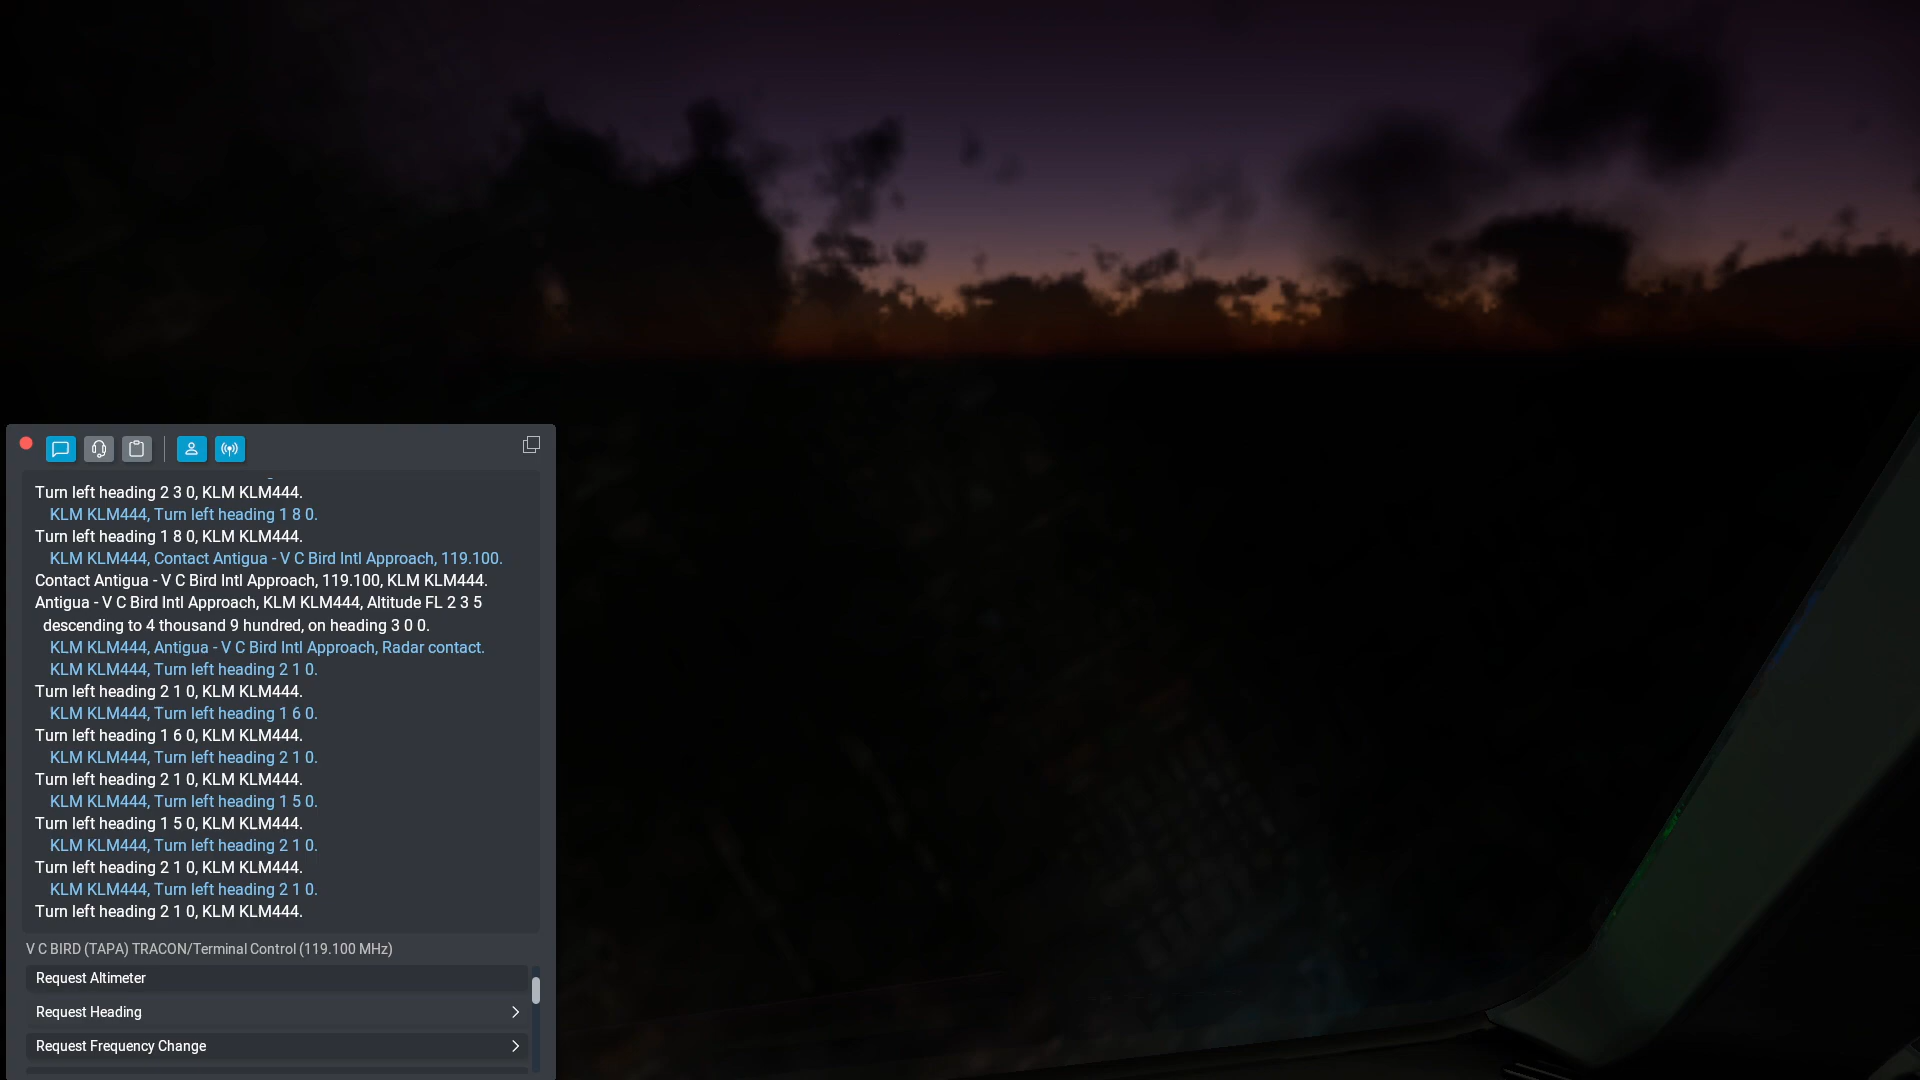 Turn left heading 2 3 0, KLM KLM444.
KLM KLM444, Turn left heading 1 8 0.
Turn left heading 1 8 0, KLM KLM444.
KLM KLM444, Contact Antigua - V C Bird Intl Approach, 119.100.
Contact Antigua - V C Bird Intl Approach, 119.100, KLM KLM444.
Antigua - V C Bird Intl Approach, KLM KLM444, Altitude FL 2 3 5
descending to 4 thousand 9 hundred, on heading 3 0 0.
KLM KLM444, Antigua - V C Bird Intl Approach, Radar contact.
KLM KLM444, Turn left heading 2 1 0.
Turn left heading 2 1 0, KLM KLM444.
KLM KLM444, Turn left heading 1 6 0.
Turn left heading 1 6 0, KLM KLM444.
KLM KLM444, Turn left heading 2 1 0.
Turn left heading 2 1 0, KLM KLM444.
KLM KLM444, Turn left heading 1 5 0.
Turn left heading 1 5 0, KLM KLM444.
KLM KLM444, Turn left heading 2 1 0.
Turn left heading 2 1 0, KLM KLM444.
KLM KLM444, Turn left heading 2 1 0.
Turn left heading 2 1 0, KLM KLM444.
V C BIRD (TAPA) TRACON/Terminal Control (119.100 MHz)
Request Altimeter
Request Heading
Request Frequency Change